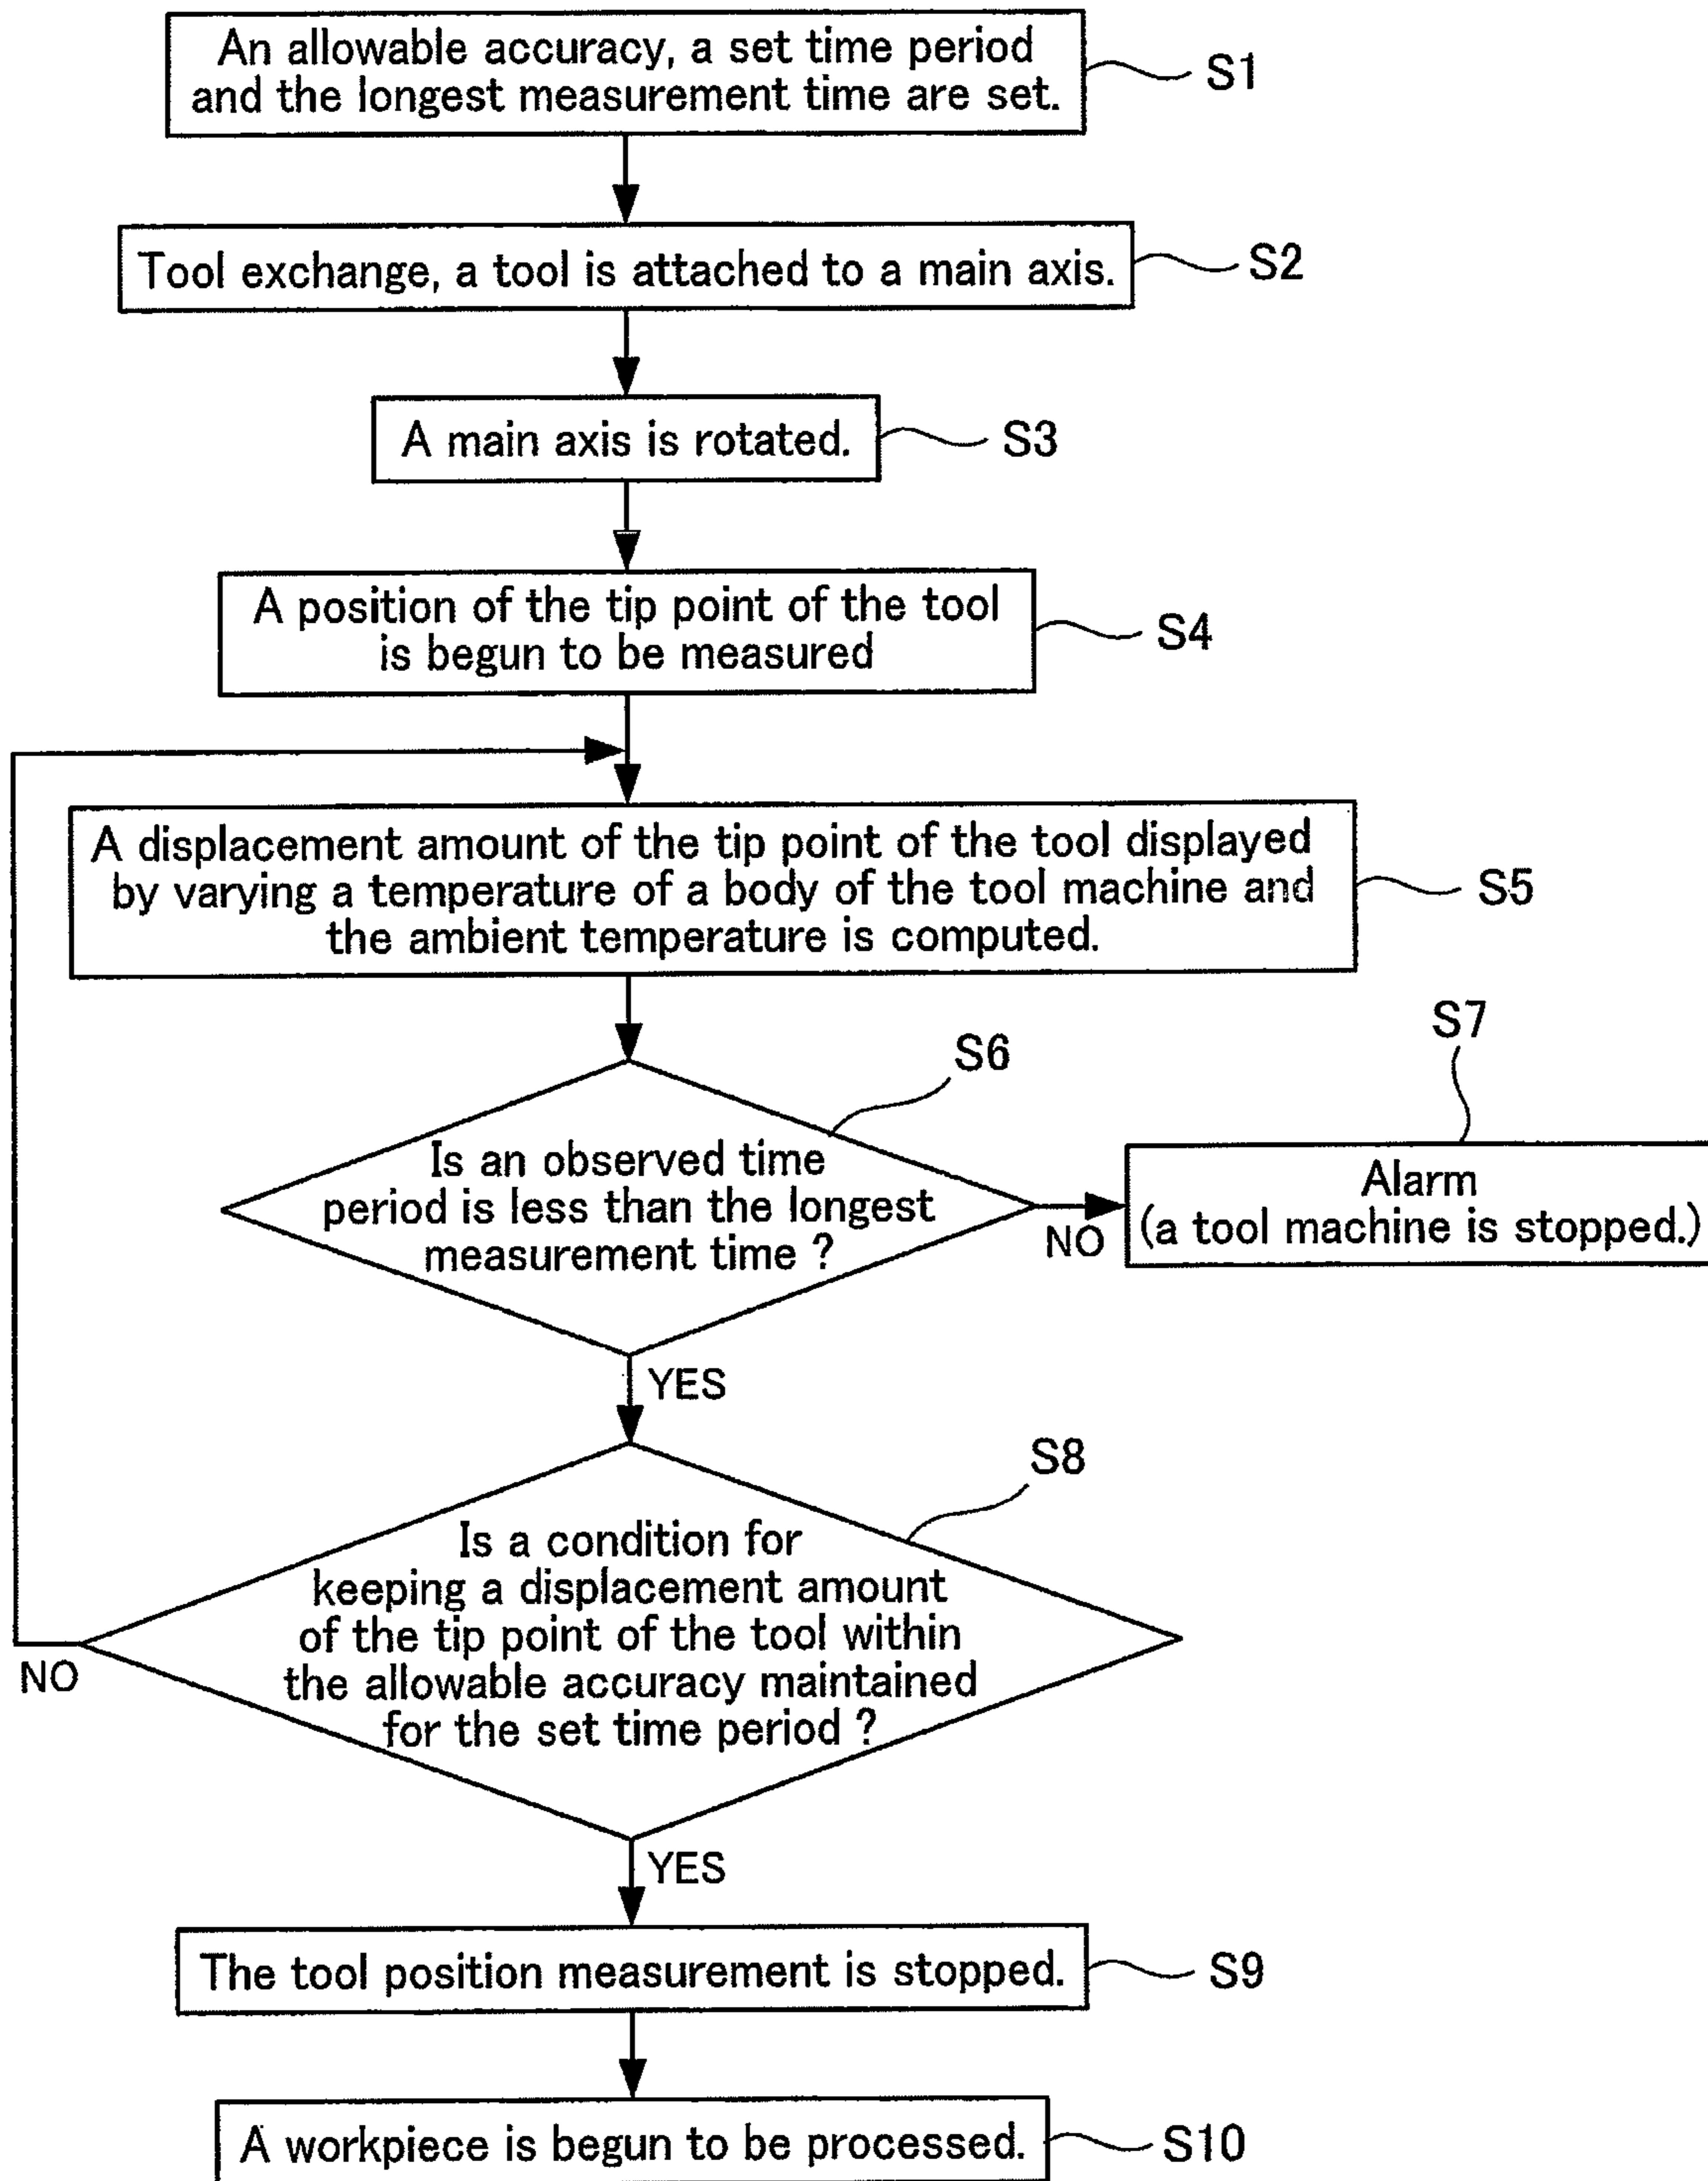 An allowable accuracy, a set time period
and the longest measurement time are set.
S1
Tool exchange, a tool is attached to a main axis.
S2
A main axis is rotated.
S3
A position of the tip point of the tool
is begun to be measured
S4
A displacement amount of the tip point of the tool displayed
by varying a temperature of a body of the tool machine and
the ambient temperature is computed.
S5
S6
Is an observed time
period is less than the longest
measurement time ?
NO
S7
Alarm
(a tool machine is stopped.)
YES
S8
Is a condition for
keeping a displacement amount
of the tip point of the tool within
the allowable accuracy maintained
for the set time period ?
NO
YES
The tool position measurement is stopped.
S9
A workpiece is begun to be processed.
S10